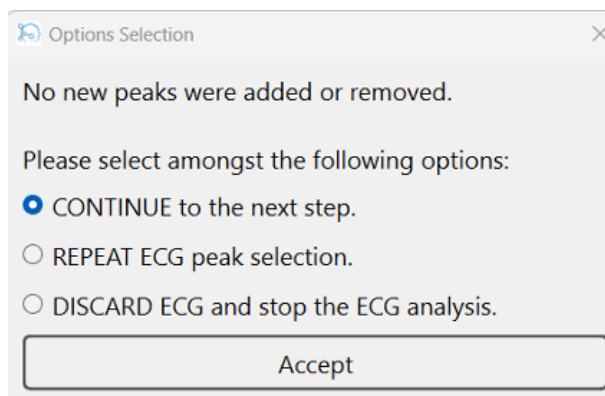 Options Selection
No new peaks were added or removed.
Please select amongst the following options:
CONTINUE to the next step.
REPEAT ECG peak selection.
DISCARD ECG and stop the ECG analysis.
Accept